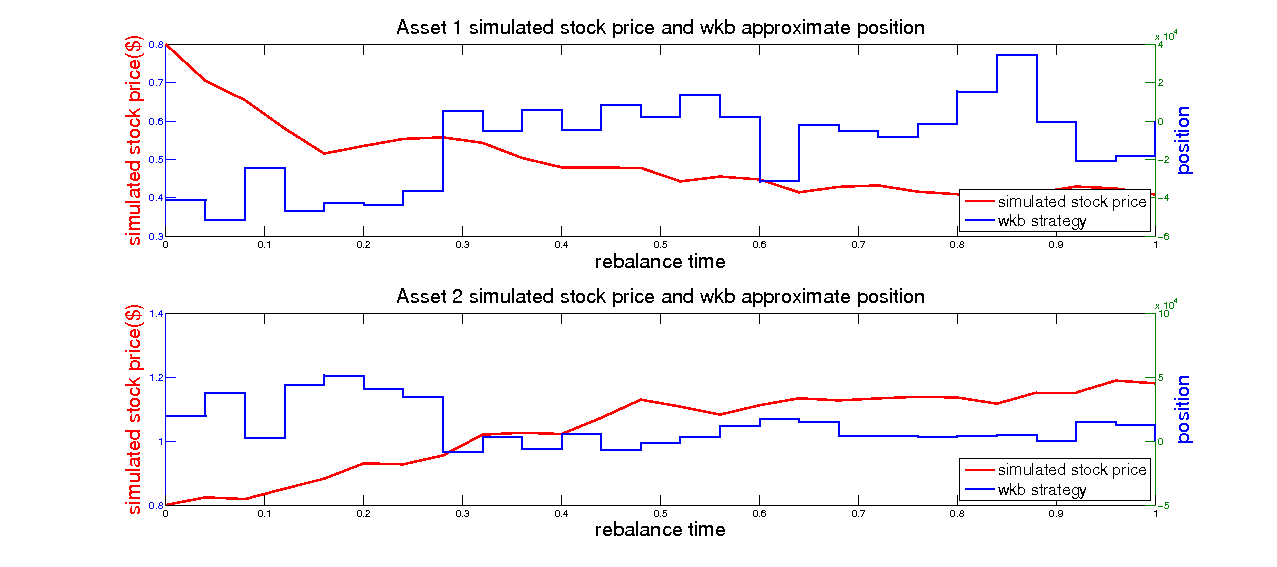 Asset 1 simulated stock price and wkb approximate position
x 10^4
simulated stock price($)
0.8
0.7
0.6
0.5
0.4
0.3
4
2
0
-2
-4
-6
position
simulated stock price
wkb strategy
0 0.1 0.2 0.3 0.4 0.5 0.6 0.7 0.8 0.9 1
rebalance time
Asset 2 simulated stock price and wkb approximate position
x 10^4
simulated stock price($)
1.4
1.2
1
0.8
10
5
0
-5
position
simulated stock price
wkb strategy
0 0.1 0.2 0.3 0.4 0.5 0.6 0.7 0.8 0.9 1
rebalance time